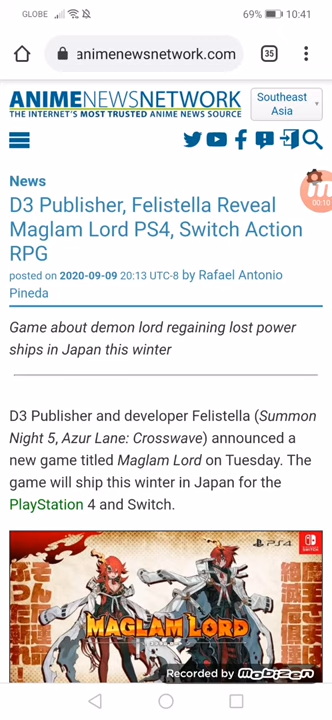 GLOBE
69% 10:41
animenewsnetwork.com
35
ANIMENEWSNETWORK
THE INTERNET'S MOST TRUSTED ANIME NEWS SOURCE
Southeast
Asia
News
D3 Publisher, Felistella Reveal
Maglam Lord PS4, Switch Action
RPG
00:10
posted on 2020-09-09 20:13 UTC-8 by Rafael Antonio
Pineda
Game about demon lord regaining lost power
ships in Japan this winter
D3 Publisher and developer Felistella (Summon
Night 5, Azur Lane: Crosswave) announced a
new game titled Maglam Lord on Tuesday. The
game will ship this winter in Japan for the
PlayStation 4 and Switch.
PS4
SWITCH
MAGLAM LORD
Recorded by Mobizen